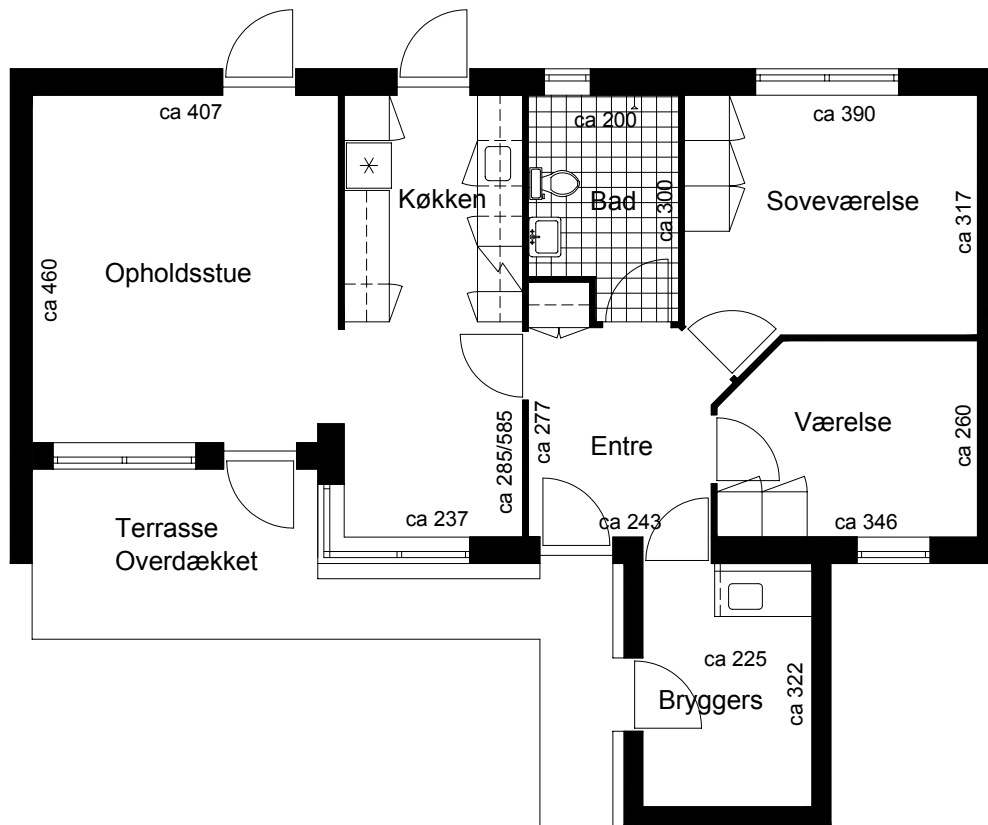 ca 407
ca 200
ca 390
Køkken
Bad
ca 300
Soveværelse
ca 317
Opholdsstue
ca 460
ca 285/585
ca 277
Entre
Værelse
ca 260
ca 237
ca 243
ca 346
Terrasse
Overdækket
ca 225
Bryggers
ca 322